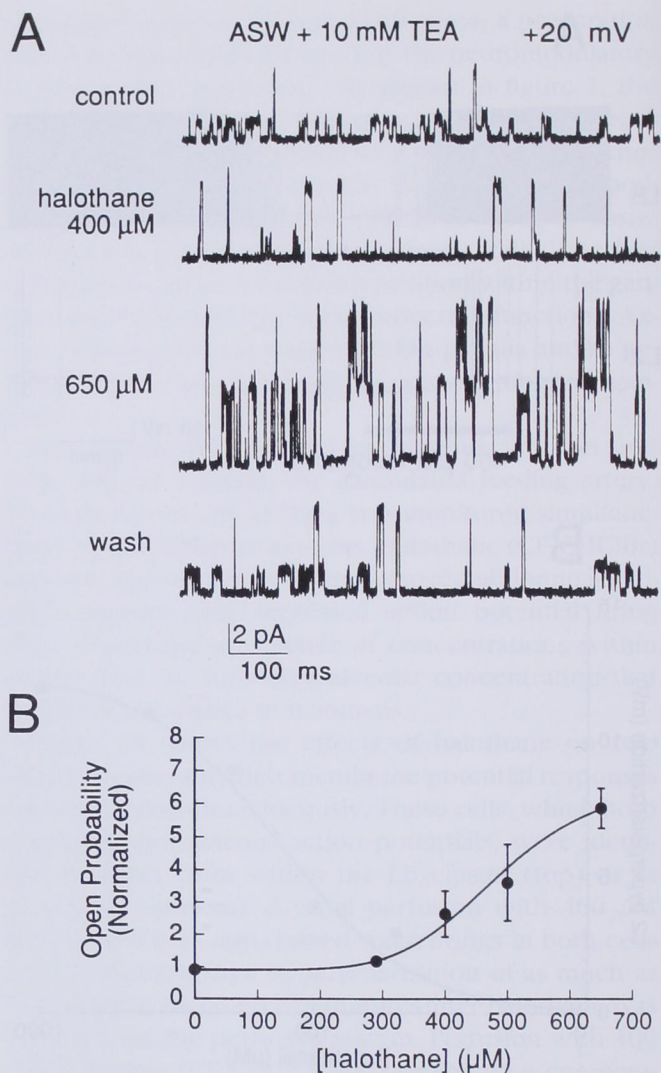 A
ASW + 10 mM TEA +20 mV
control
halothane
400 µM
650 µM
wash
2 pA
100 ms
B
Open Probability
(Normalized)
8
7
6
5
4
3
2
1
0
0 100 200 300 400 500 600 700
[halothane] (µM)